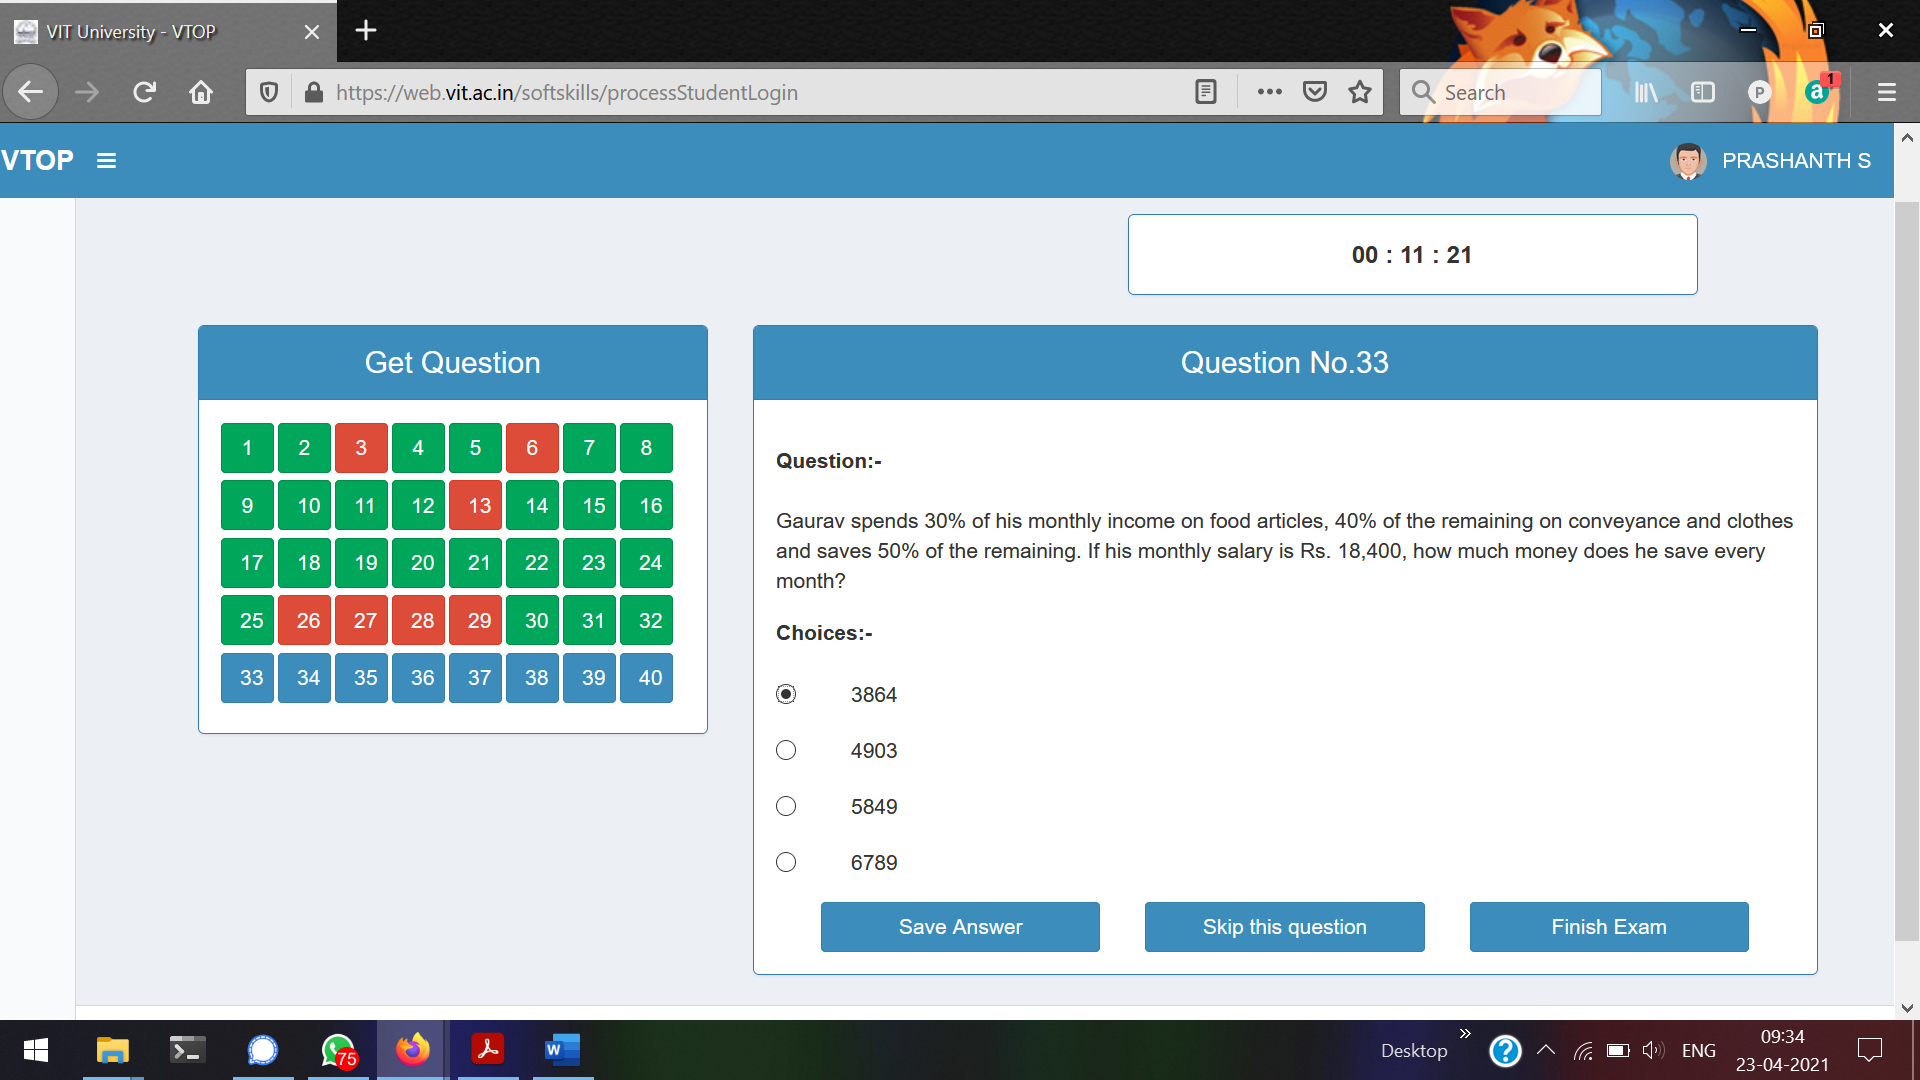 VIT University - VTOP
https://web.vit.ac.in/softskills/processStudentLogin
Search
P
a
1
VTOP
PRASHANTH S
00 : 11 : 21
Get Question
1 2 3 4 5 6 7 8
9 10 11 12 13 14 15 16
17 18 19 20 21 22 23 24
25 26 27 28 29 30 31 32
33 34 35 36 37 38 39 40
Question No.33
Question:-
Gaurav spends 30% of his monthly income on food articles, 40% of the remaining on conveyance and clothes
and saves 50% of the remaining. If his monthly salary is Rs. 18,400, how much money does he save every
month?
Choices:-
3864
4903
5849
6789
Save Answer
Skip this question
Finish Exam
75
W
Desktop
ENG
09:34
23-04-2021